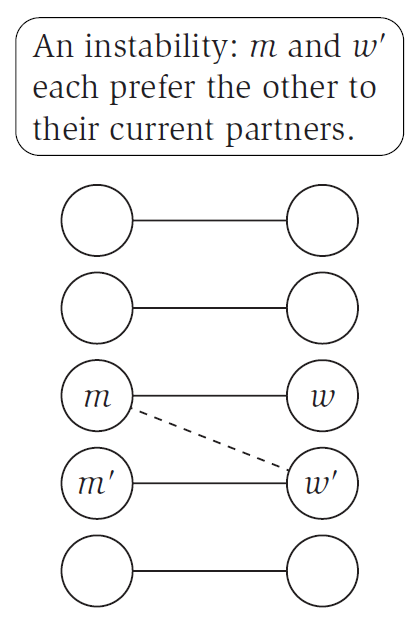 An instability: m and w′
each prefer the other to
their current partners.
m w
m′ w′